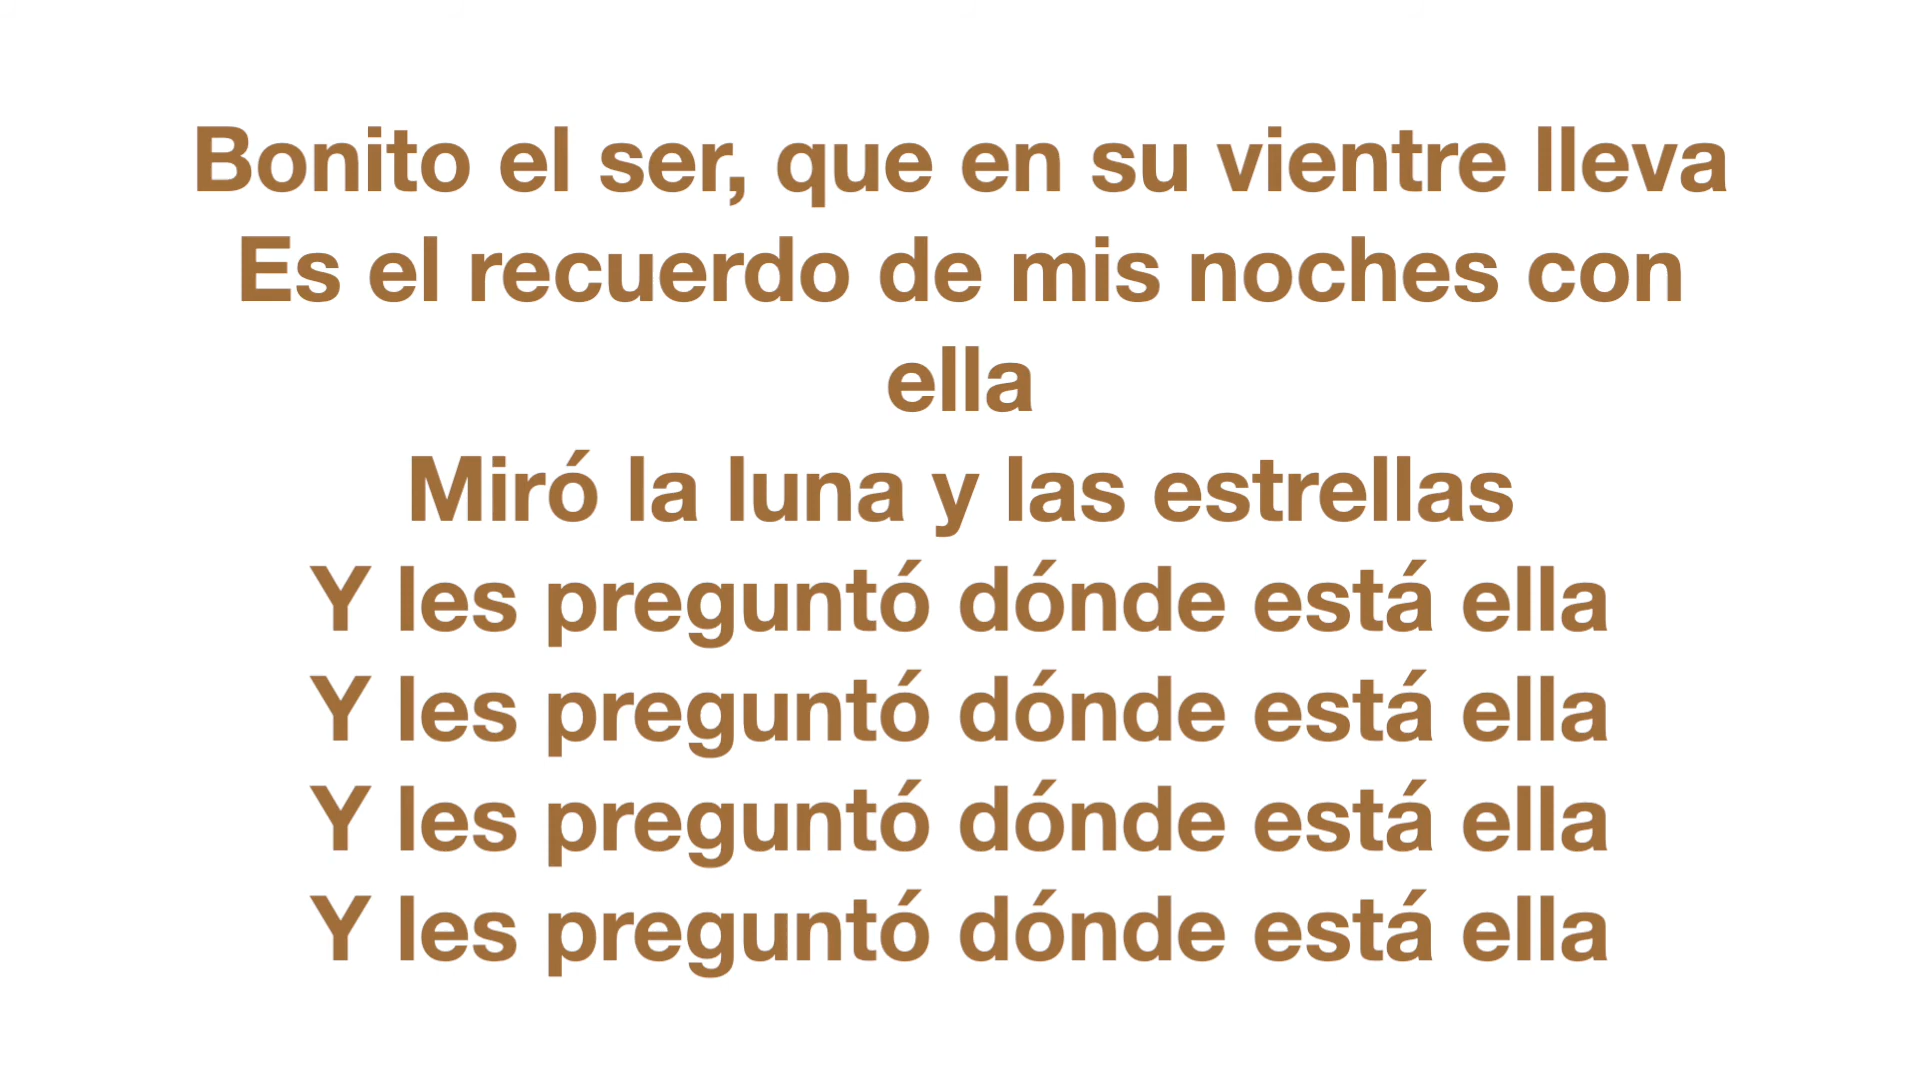 Bonito el ser, que en su vientre lleva
Es el recuerdo de mis noches con
ella
Miró la luna y las estrellas
Y les preguntó dónde está ella
Y les preguntó dónde está ella
Y les preguntó dónde está ella
Y les preguntó dónde está ella